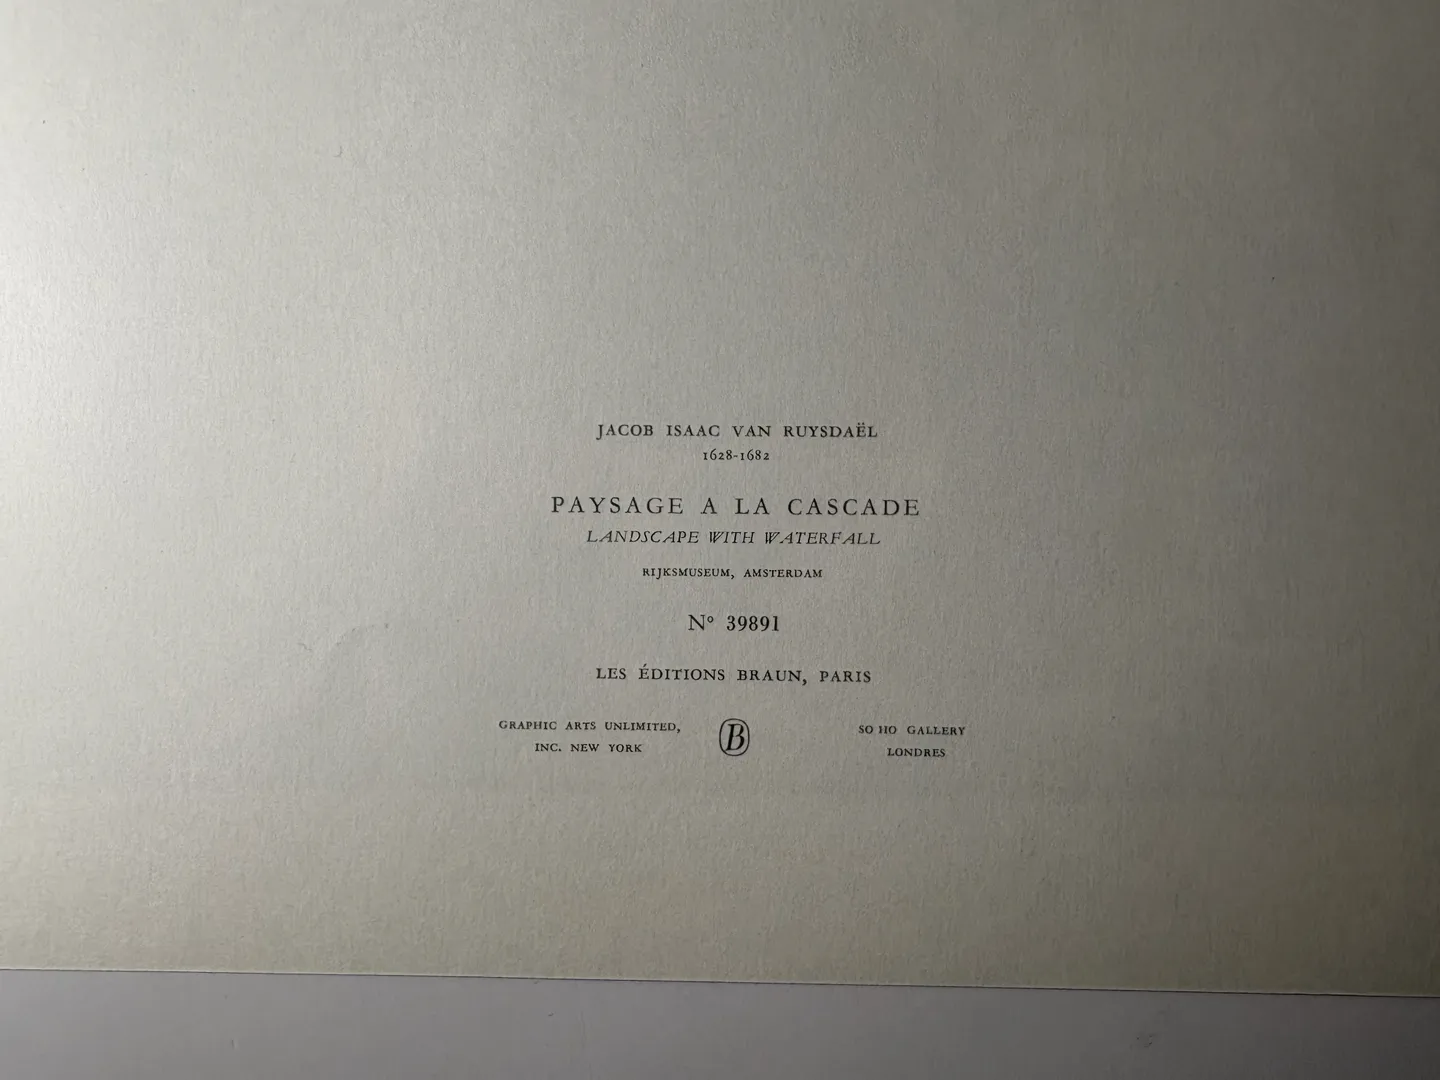 JACOB ISAAC VAN RUYSDAËL
1628-1682
PAYSAGE A LA CASCADE
LANDSCAPE WITH WATERFALL
RIJKSMUSEUM, AMSTERDAM
N° 39891
LES ÉDITIONS BRAUN, PARIS
GRAPHIC ARTS UNLIMITED,
INC. NEW YORK
B
SO HO GALLERY
LONDRES